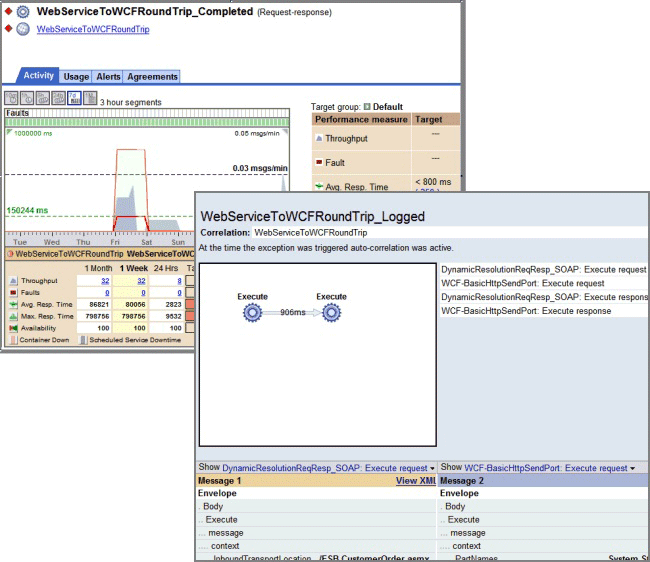 WebServiceToWCFRoundTrip_Completed (Request-response)
WebServiceToWCFRoundTrip
Activity Usage Alerts Agreements
3 hour segments
Faults
1000000 ms 0.05 msgs/min
0.03 msgs/min
150244 ms
Tue Wed Thu Fri Sat Sun
Target group: Default
Performance measure Target
Throughput ---
Fault ---
Avg. Resp. Time < 800 ms
WebServiceToWCFRoundTrip WebServiceToWC
1 Month 1 Week 24 Hrs Ta
Throughput 32 32 8
Faults 0 0 0
Avg. Resp. Time 86821 80056 2823
Max. Resp. Time 798756 798756 9532
Availability 100 100 100
Container Down Scheduled Service Downtime
WebServiceToWCFRoundTrip_Logged
Correlation: WebServiceToWCFRoundTrip
At the time the exception was triggered auto-correlation was active.
Execute Execute
906ms
DynamicResolutionReqResp_SOAP: Execute request
WCF-BasicHttpSendPort: Execute request
DynamicResolutionReqResp_SOAP: Execute respons
WCF-BasicHttpSendPort: Execute response
Show DynamicResolutionReqResp_SOAP: Execute request Show WCF-BasicHttpSendPort: Execute request
Message 1 View XML Message 2
Envelope Envelope
. Body . Body
.. Execute .. Execute
... message ... message
.... context .... context
InboundTransportLocation /ESB.CustomerOrder.asmx PartNames System.S